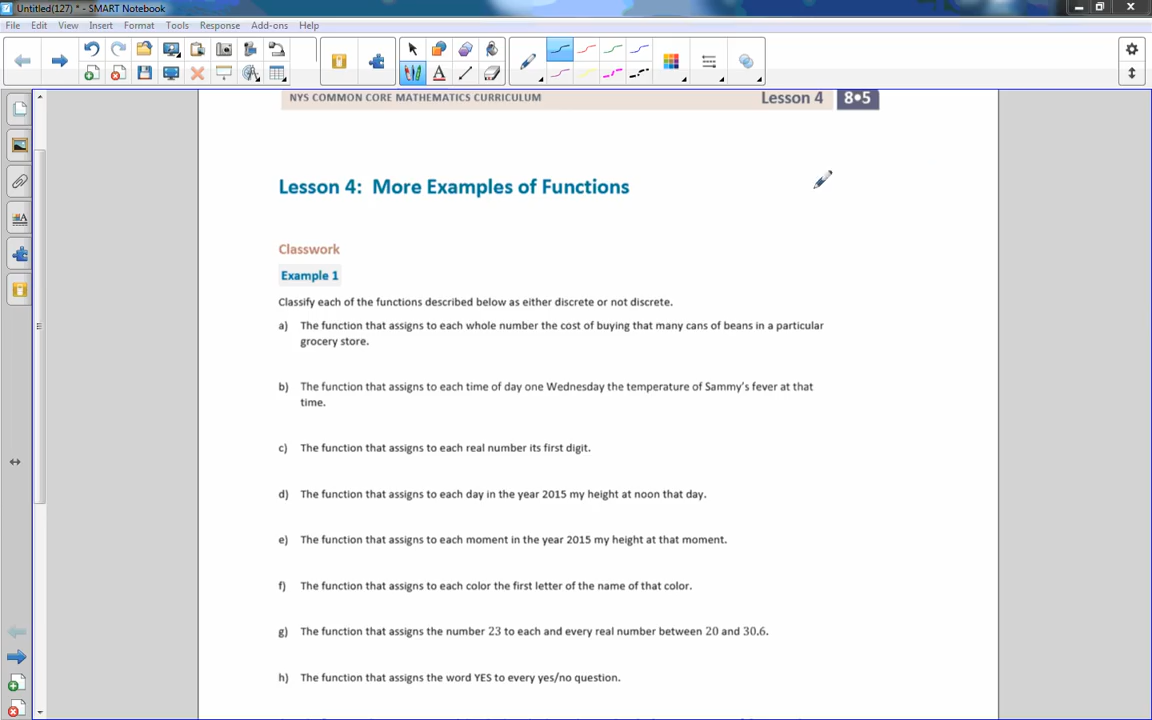 Untitled(127) * - SMART Notebook
File Edit View Insert Format Tools Response Add-ons Help
NYS COMMON CORE MATHEMATICS CURRICULUM Lesson 4 8•5
Lesson 4: More Examples of Functions
Classwork
Example 1
Classify each of the functions described below as either discrete or not discrete.
a) The function that assigns to each whole number the cost of buying that many cans of beans in a particular
grocery store.
b) The function that assigns to each time of day one Wednesday the temperature of Sammy's fever at that
time.
c) The function that assigns to each real number its first digit.
d) The function that assigns to each day in the year 2015 my height at noon that day.
e) The function that assigns to each moment in the year 2015 my height at that moment.
f) The function that assigns to each color the first letter of the name of that color.
g) The function that assigns the number 23 to each and every real number between 20 and 30.6.
h) The function that assigns the word YES to every yes/no question.